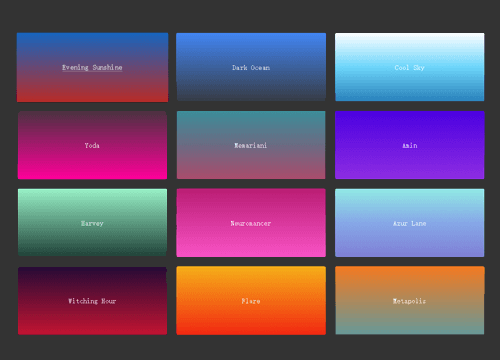 Evening Sunshine
Dark Ocean
Cool Sky
Yoda
Memariani
Amin
Harvey
Neuromancer
Azur Lane
Witching Hour
Flare
Metapolis